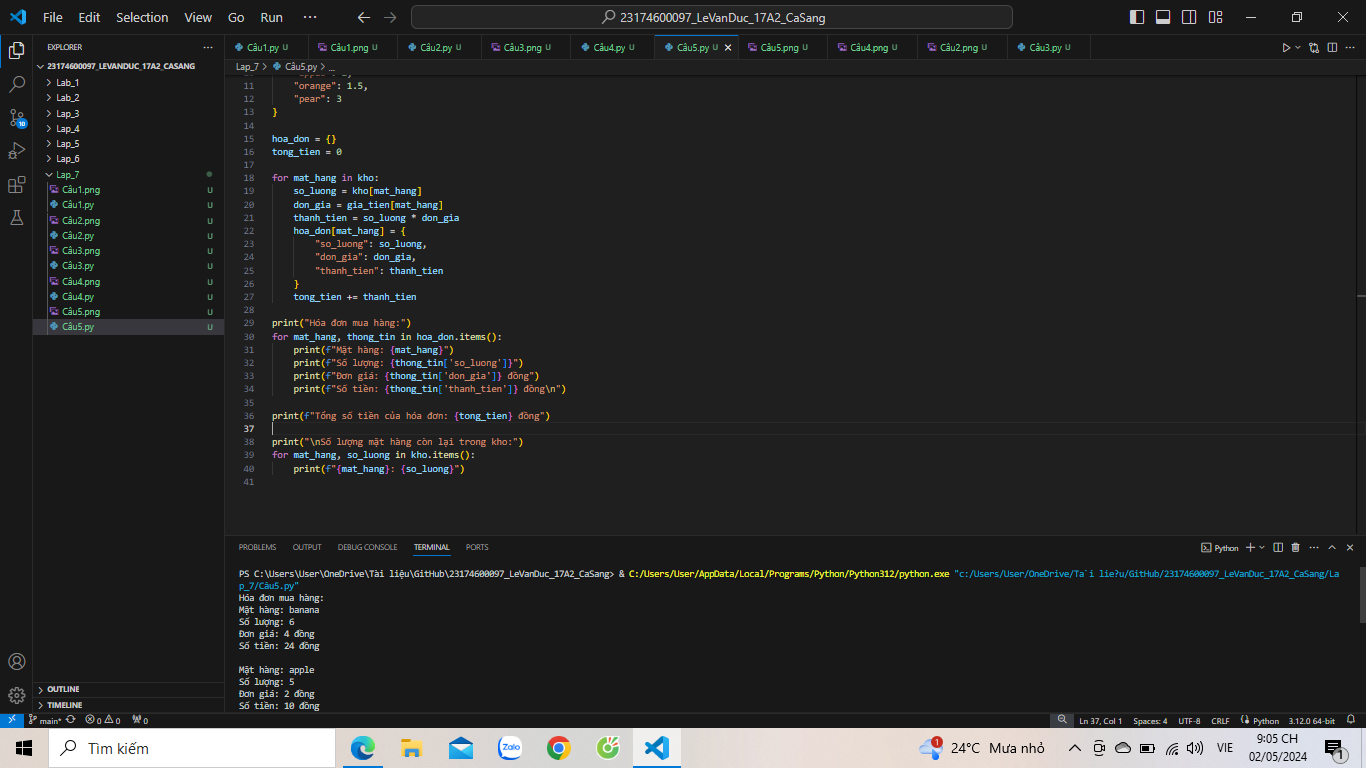 File Edit Selection View Go Run ··· 23174600097_LeVanDuc_17A2_CaSang
EXPLORER ··· Câu1.py U Câu1.png U Câu2.py U Câu3.png U Câu4.py U Câu5.py U Câu5.png U Câu4.png U Câu2.png U Câu3.py U
23174600097_LEVANDUC_17A2_CASANG
Lab_1
Lab_2
Lap_3
Lap_4
Lap_5
Lap_6
Lap_7
Câu1.png U
Câu1.py U
Câu2.png U
Câu2.py U
Câu3.png U
Câu3.py U
Câu4.png U
Câu4.py U
Câu5.png U
Câu5.py U
OUTLINE
TIMELINE
Lap_7 > Câu5.py > ...
11 "orange": 1.5,
12 "pear": 3
13 }
14
15 hoa_don = {}
16 tong_tien = 0
17
18 for mat_hang in kho:
19 so_luong = kho[mat_hang]
20 don_gia = gia_tien[mat_hang]
21 thanh_tien = so_luong * don_gia
22 hoa_don[mat_hang] = {
23 "so_luong": so_luong,
24 "don_gia": don_gia,
25 "thanh_tien": thanh_tien
26 }
27 tong_tien += thanh_tien
28
29 print("Hóa đơn mua hàng:")
30 for mat_hang, thong_tin in hoa_don.items():
31 print(f"Mặt hàng: {mat_hang}")
32 print(f"Số lượng: {thong_tin['so_luong']}")
33 print(f"Đơn giá: {thong_tin['don_gia']} đồng")
34 print(f"Số tiền: {thong_tin['thanh_tien']} đồng\n")
35
36 print(f"Tổng số tiền của hóa đơn: {tong_tien} đồng")
37
38 print("\nSố lượng mặt hàng còn lại trong kho:")
39 for mat_hang, so_luong in kho.items():
40 print(f"{mat_hang}: {so_luong}")
41
PROBLEMS OUTPUT DEBUG CONSOLE TERMINAL PORTS Python
PS C:\Users\User\OneDrive\Tài liệu\GitHub\23174600097_LeVanDuc_17A2_CaSang> & C:/Users/User/AppData/Local/Programs/Python/Python312/python.exe "c:/Users/User/OneDrive/Ta`i lie?u/GitHub/23174600097_LeVanDuc_17A2_CaSang/La
p_7/Câu5.py"
Hóa đơn mua hàng:
Mặt hàng: banana
Số lượng: 6
Đơn giá: 4 đồng
Số tiền: 24 đồng
Mặt hàng: apple
Số lượng: 5
Đơn giá: 2 đồng
Số tiền: 10 đồng
main* 0 0 0 Ln 37, Col 1 Spaces: 4 UTF-8 CRLF Python 3.12.0 64-bit
Tìm kiếm Zalo 1 24°C Mưa nhỏ VIE 9:05 CH
02/05/2024 1